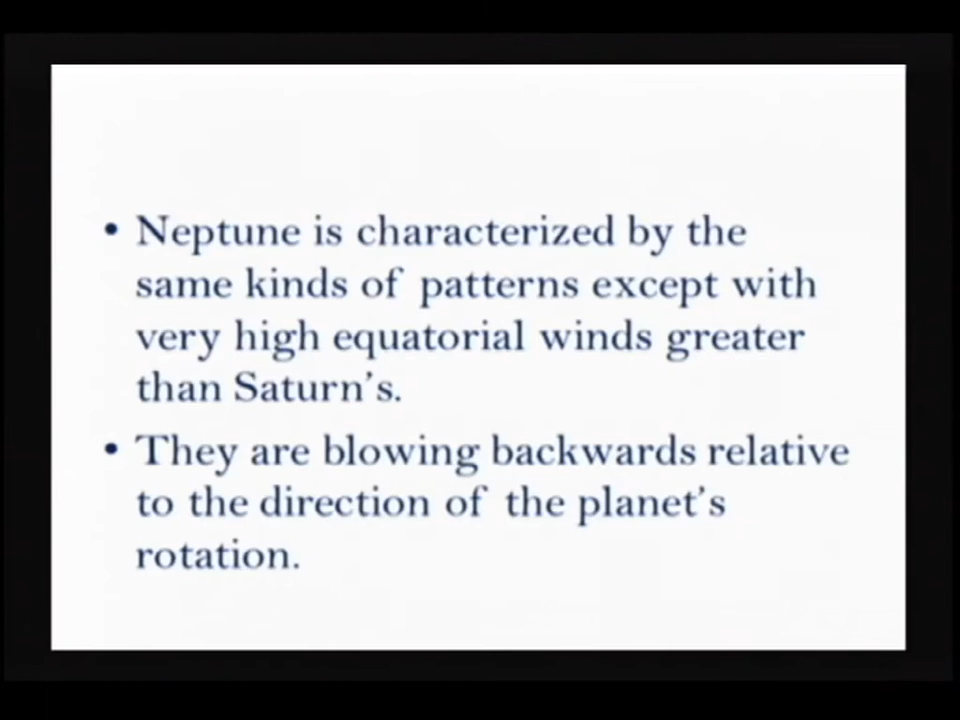 • Neptune is characterized by the
same kinds of patterns except with
very high equatorial winds greater
than Saturn's.
• They are blowing backwards relative
to the direction of the planet's
rotation.